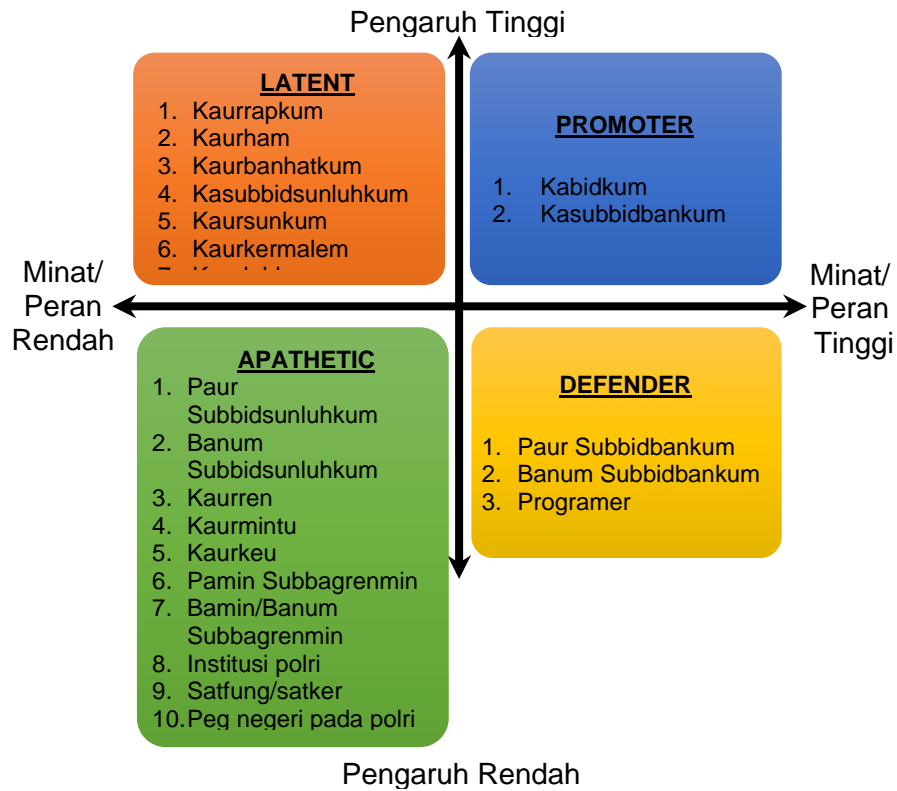 Pengaruh Tinggi
LATENT
1. Kaurrapkum
2. Kaurham
3. Kaurbanhatkum
4. Kasubbidsunluhkum
5. Kaursunkum
6. Kaurkermalem
PROMOTER
1. Kabidkum
2. Kasubbidbankum
Minat/
Peran
Rendah
Minat/
Peran
Tinggi
APATHETIC
1. Paur
Subbidsunluhkum
2. Banum
Subbidsunluhkum
3. Kaurren
4. Kaurmintu
5. Kaurkeu
6. Pamin Subbagrenmin
7. Bamin/Banum
Subbagrenmin
8. Institusi polri
9. Satfung/satker
10. Peg negeri pada polri
DEFENDER
1. Paur Subbidbankum
2. Banum Subbidbankum
3. Programer
Pengaruh Rendah